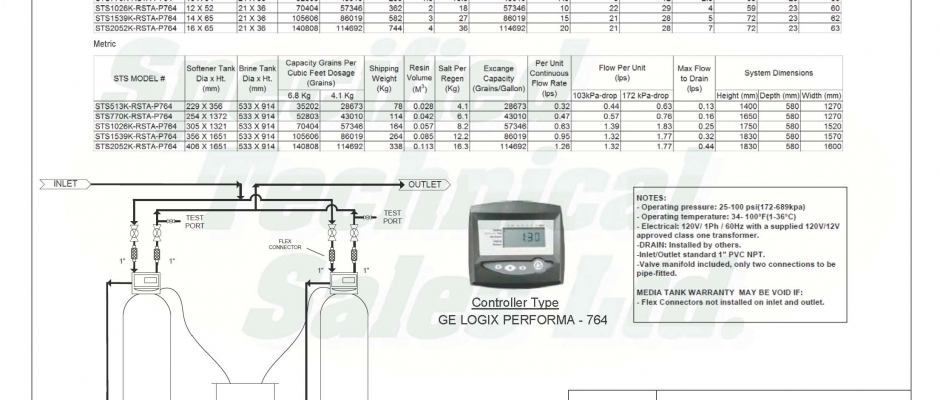 STS1026K-RSTA-P764 12 X 52 21 X 36 70404 57346 362 2 18 57346 10 22 29 4 59 23 60
STS1539K-RSTA-P764 14 X 65 21 X 36 105606 86019 582 3 27 86019 15 21 28 5 72 23 62
STS2052K-RSTA-P764 16 X 65 21 X 36 140808 114692 744 4 36 114692 20 21 28 7 72 23 63
Metric
STS MODEL # Softener Tank Dia x Ht. (mm) Brine Tank Dia x Ht. (mm) Capacity Grains Per Cubic Feet Dosage (Grains) Shipping Weight (Kg) Resin Volume (M³) Salt Per Regen (Kg) Excange Capacity (Grains/Gallon) Per Unit Continuous Flow Rate (lps) Flow Per Unit (lps) Max Flow to Drain (lps) System Dimensions
6.8 Kg 4.1 Kg 103kPa-drop 172 kPa-drop Height (mm) Depth (mm) Width (mm)
STS513K-RSTA-P764 229 X 356 533 X 914 35202 28673 78 0.028 4.1 28673 0.32 0.44 0.63 0.13 1400 580 1270
STS770K-RSTA-P764 254 X 1372 533 X 914 52803 43010 114 0.042 6.1 43010 0.47 0.57 0.76 0.16 1650 580 1270
STS1026K-RSTA-P764 305 X 1321 533 X 914 70404 57346 164 0.057 8.2 57346 0.63 1.39 1.83 0.25 1750 580 1520
STS1539K-RSTA-P764 356 X 1651 533 X 914 105606 86019 264 0.085 12.2 86019 0.95 1.32 1.77 0.32 1830 580 1570
STS2052K-RSTA-P764 406 X 1651 533 X 914 140808 114692 338 0.113 16.3 114692 1.26 1.32 1.77 0.44 1830 580 1600
INLET
OUTLET
TEST PORT
TEST PORT
FLEX CONNECTOR
1"
1"
1"
1"
130
Controller Type
GE LOGIX PERFORMA - 764
NOTES:
- Operating pressure: 25-100 psi(172-689kpa)
- Operating temperature: 34- 100°F(1-36°C)
- Electrical: 120V/ 1Ph / 60Hz with a supplied 120V/12V
approved class one transformer.
-DRAIN: Installed by others.
-Inlet/Outlet standard 1" PVC NPT.
-Valve manifold included, only two connections to be
pipe-fitted.
MEDIA TANK WARRANTY MAY BE VOID IF:
- Flex Connectors not installed on inlet and outlet.
Technical
Sales Ltd.